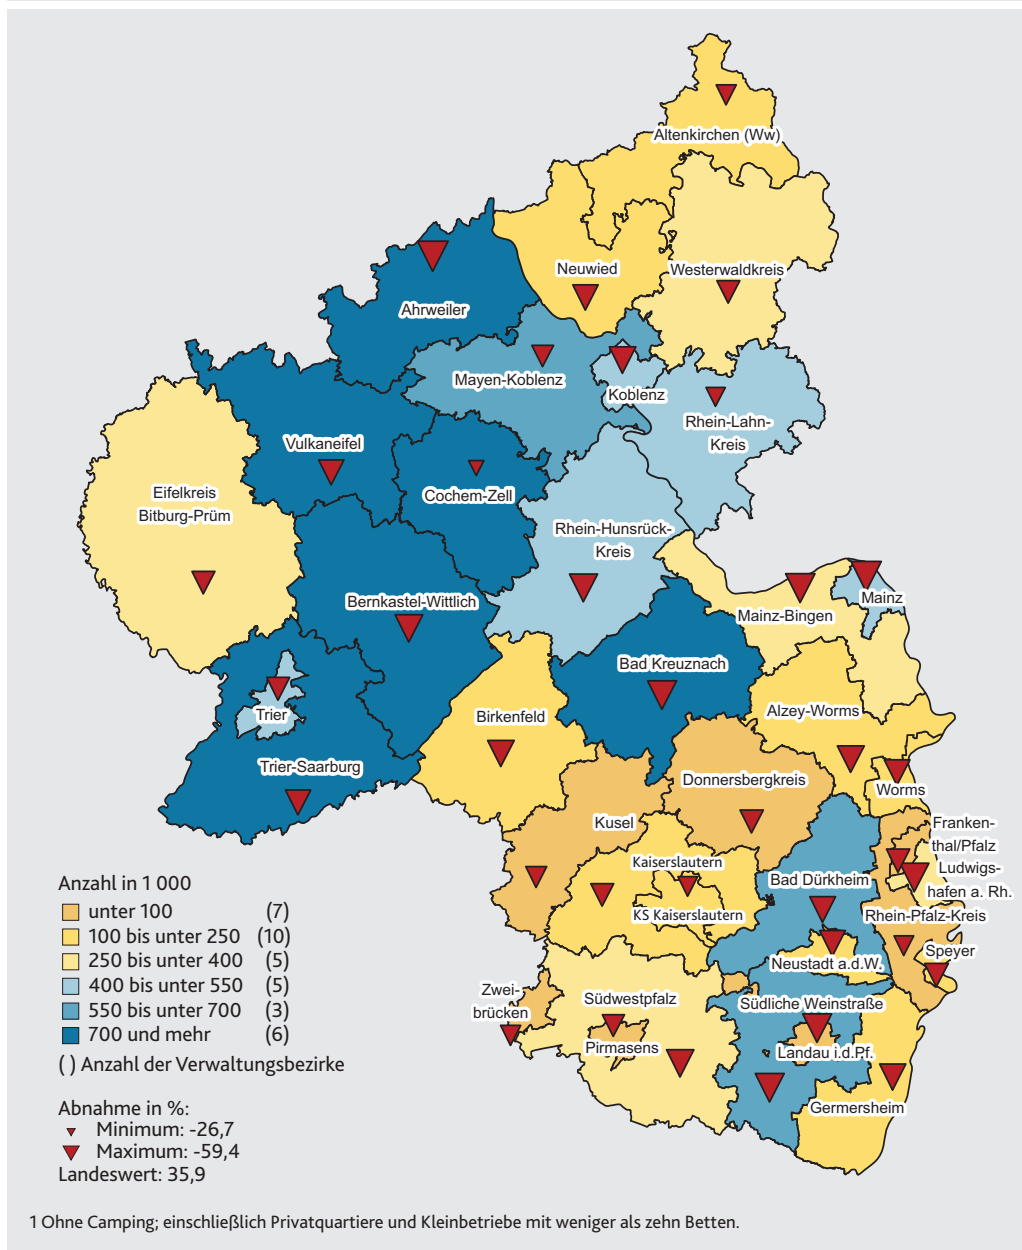 Altenkirchen (Ww)
Neuwied
Westerwaldkreis
Ahrweiler
Mayen-Koblenz
Koblenz
Rhein-Lahn-
Kreis
Vulkaneifel
Cochem-Zell
Eifelkreis
Bitburg-Prüm
Rhein-Hunsrück-
Kreis
Mainz
Mainz-Bingen
Bernkastel-Wittlich
Bad Kreuznach
Trier
Birkenfeld
Alzey-Worms
Trier-Saarburg
Donnersbergkreis
Worms
Kusel
Franken-
thal/Pfalz
Kaiserslautern
Ludwigs-
hafen a. Rh.
Bad Dürkheim
KS Kaiserslautern
Rhein-Pfalz-Kreis
Speyer
Neustadt a.d.W.
Zwei-
brücken
Südwestpfalz
Südliche Weinstraße
Pirmasens
Landau i.d.Pf.
Germersheim
Anzahl in 1 000
unter 100 (7)
100 bis unter 250 (10)
250 bis unter 400 (5)
400 bis unter 550 (5)
550 bis unter 700 (3)
700 und mehr (6)
( ) Anzahl der Verwaltungsbezirke
Abnahme in %:
Minimum: -26,7
Maximum: -59,4
Landeswert: 35,9
1 Ohne Camping; einschließlich Privatquartiere und Kleinbetriebe mit weniger als zehn Betten.